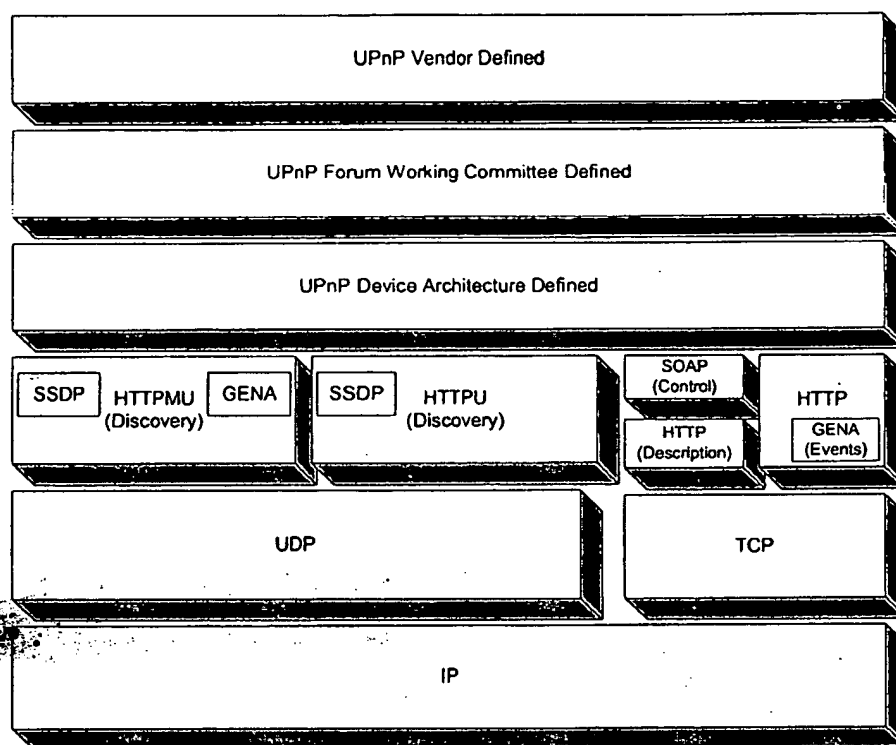 UPnP Vendor Defined
UPnP Forum Working Committee Defined
UPnP Device Architecture Defined
SSDP
HTTPMU
(Discovery)
GENA
SSDP
HTTPU
(Discovery)
SOAP
(Control)
HTTP
(Description)
HTTP
GENA
(Events)
UDP
TCP
IP